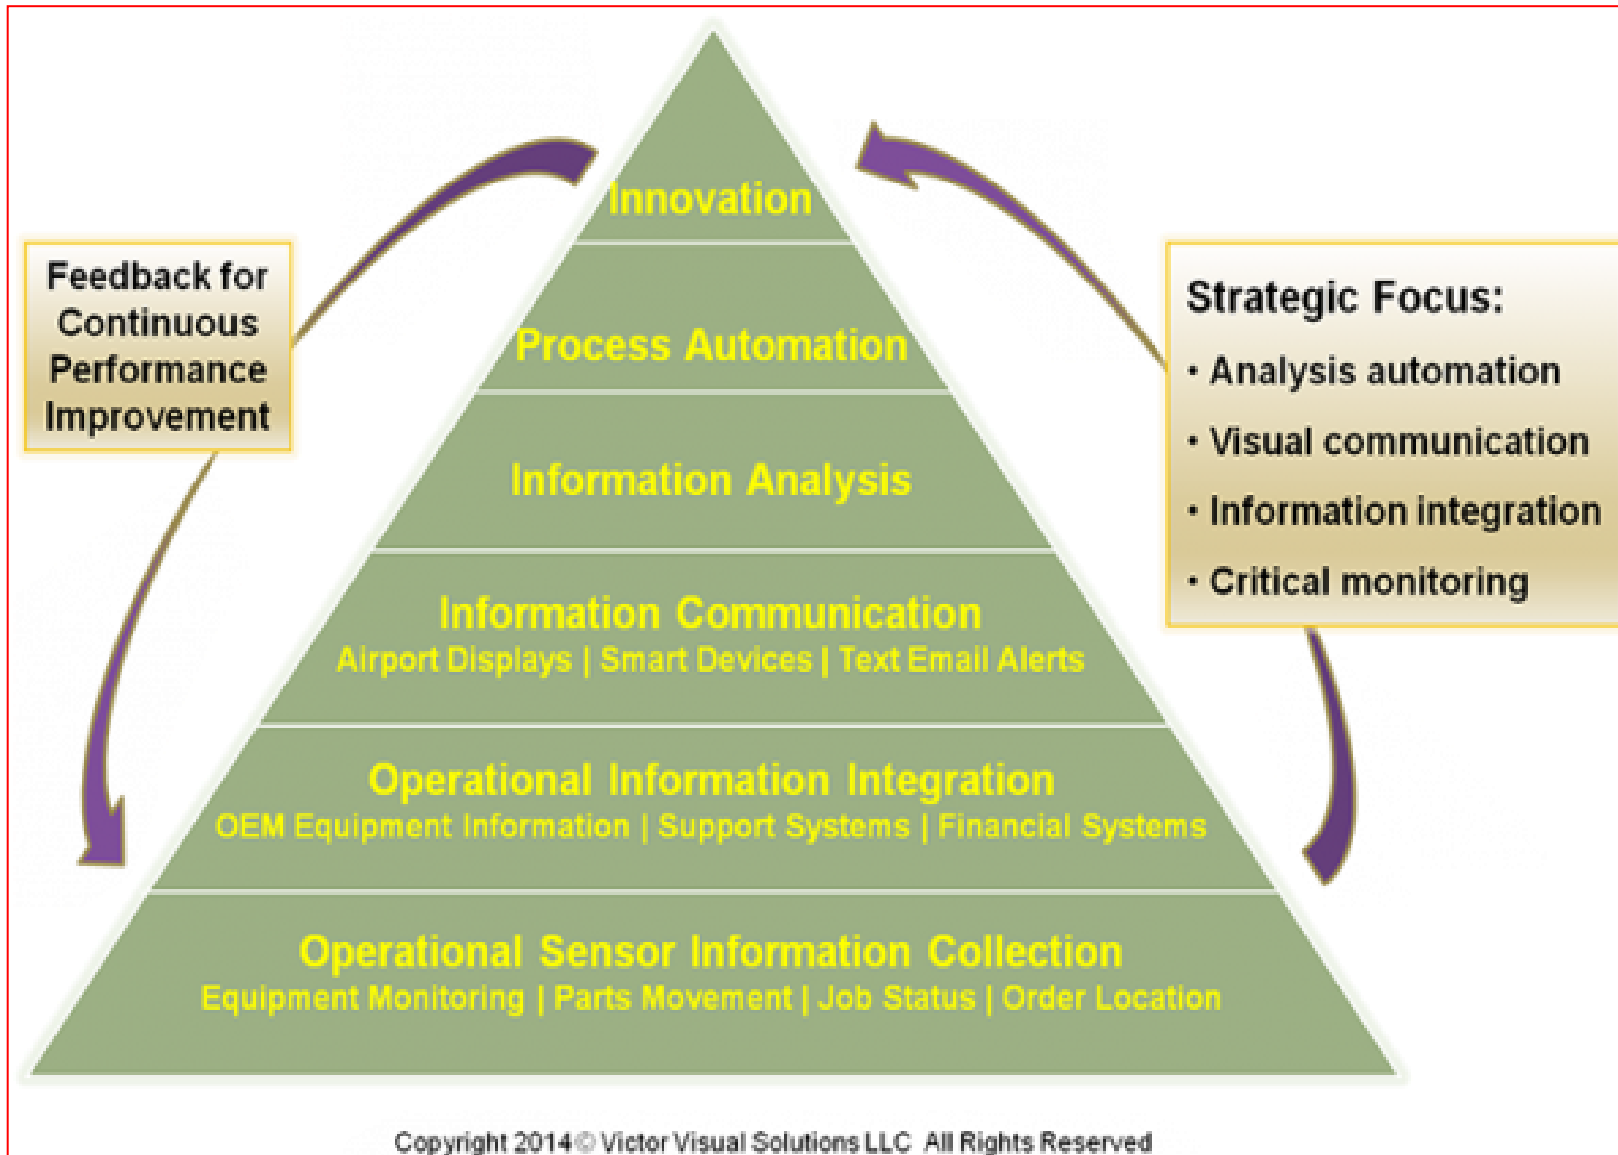 Innovation
Process Automation
Information Analysis
Information Communication
Airport Displays | Smart Devices | Text Email Alerts
Operational Information Integration
OEM Equipment Information | Support Systems | Financial Systems
Operational Sensor Information Collection
Equipment Monitoring | Parts Movement | Job Status | Order Location
Feedback for
Continuous
Performance
Improvement
Strategic Focus:
• Analysis automation
• Visual communication
• Information integration
• Critical monitoring
Copyright 2014 © Victor Visual Solutions LLC All Rights Reserved